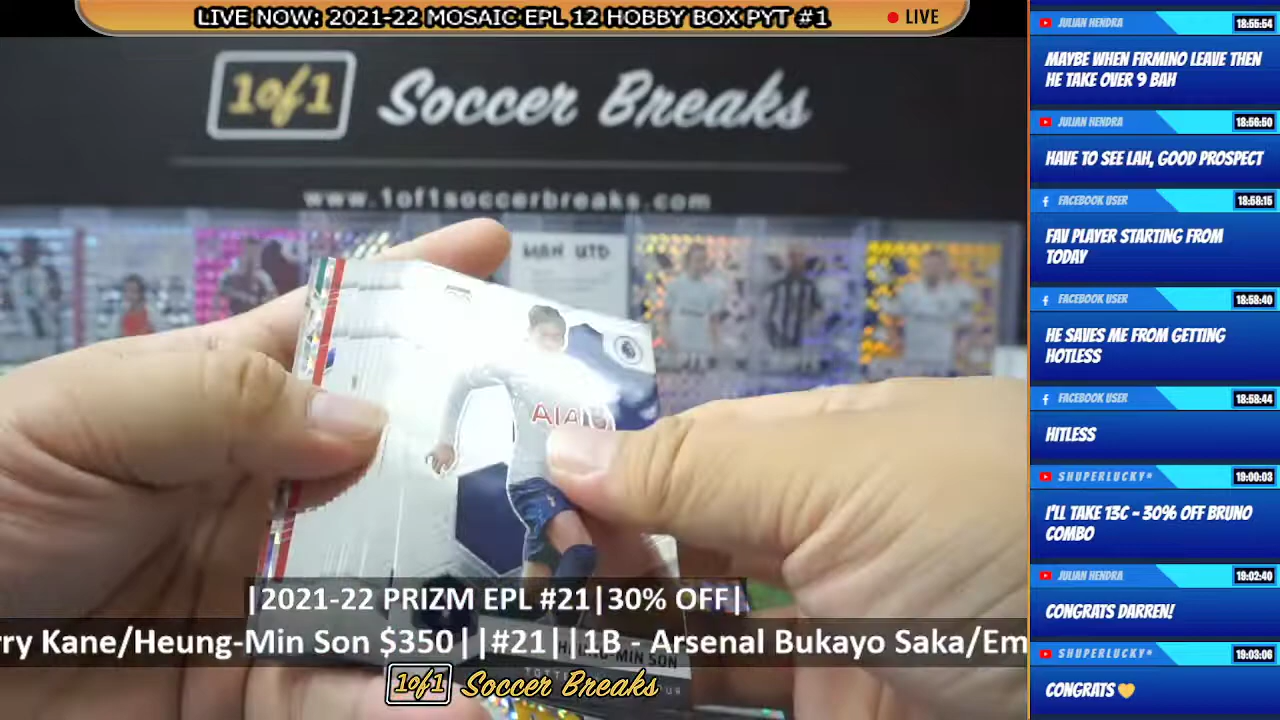 LIVE NOW: 2021-22 MOSAIC EPL 12 HOBBY BOX PYT #1
LIVE
1of1 Soccer Breaks
www.1of1soccerbreaks.com
MAN UTD
AIA
HEUNG-MIN SON
|2021-22 PRIZM EPL #21|30% OFF|
rry Kane/Heung-Min Son $350||#21||1B - Arsenal Bukayo Saka/Em
1of1 Soccer Breaks
JULIAN HENDRA 18:55:54
MAYBE WHEN FIRMINO LEAVE THEN
HE TAKE OVER 9 BAH
JULIAN HENDRA 18:56:50
HAVE TO SEE LAH, GOOD PROSPECT
FACEBOOK USER 18:58:15
FAV PLAYER STARTING FROM
TODAY
FACEBOOK USER 18:58:40
HE SAVES ME FROM GETTING
HOTLESS
FACEBOOK USER 18:58:44
HITLESS
SHUPERLUCKY* 19:00:03
I'LL TAKE 13C - 30% OFF BRUNO
COMBO
JULIAN HENDRA 19:02:40
CONGRATS DARREN!
SHUPERLUCKY* 19:03:06
CONGRATS 💛